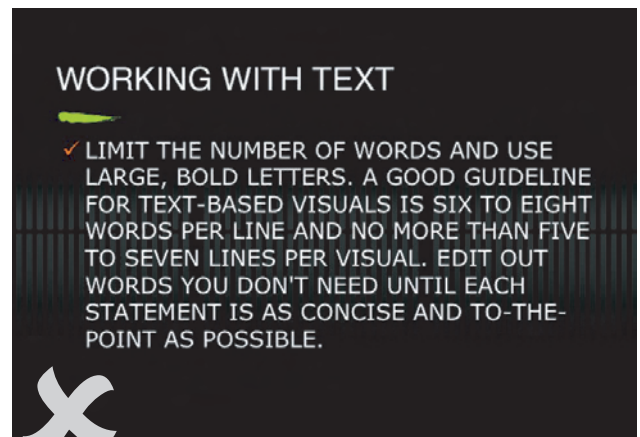 WORKING WITH TEXT
LIMIT THE NUMBER OF WORDS AND USE
LARGE, BOLD LETTERS. A GOOD GUIDELINE
FOR TEXT-BASED VISUALS IS SIX TO EIGHT
WORDS PER LINE AND NO MORE THAN FIVE
TO SEVEN LINES PER VISUAL. EDIT OUT
WORDS YOU DON'T NEED UNTIL EACH
STATEMENT IS AS CONCISE AND TO-THE-
POINT AS POSSIBLE.